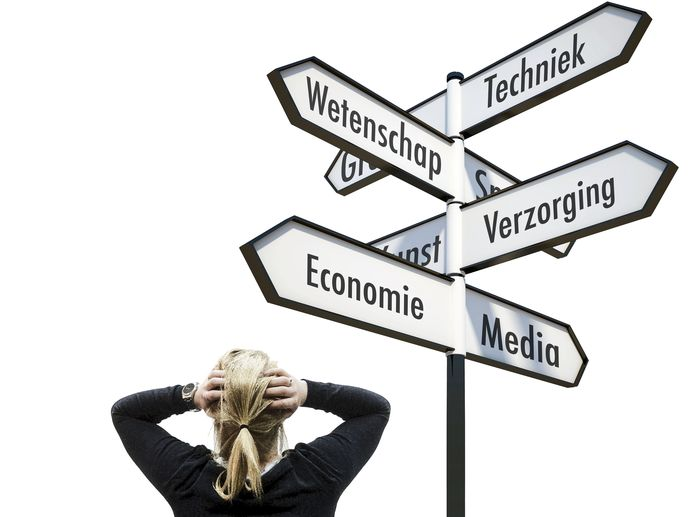 Techniek
Wetenschap
Verzorging
Economie
Media